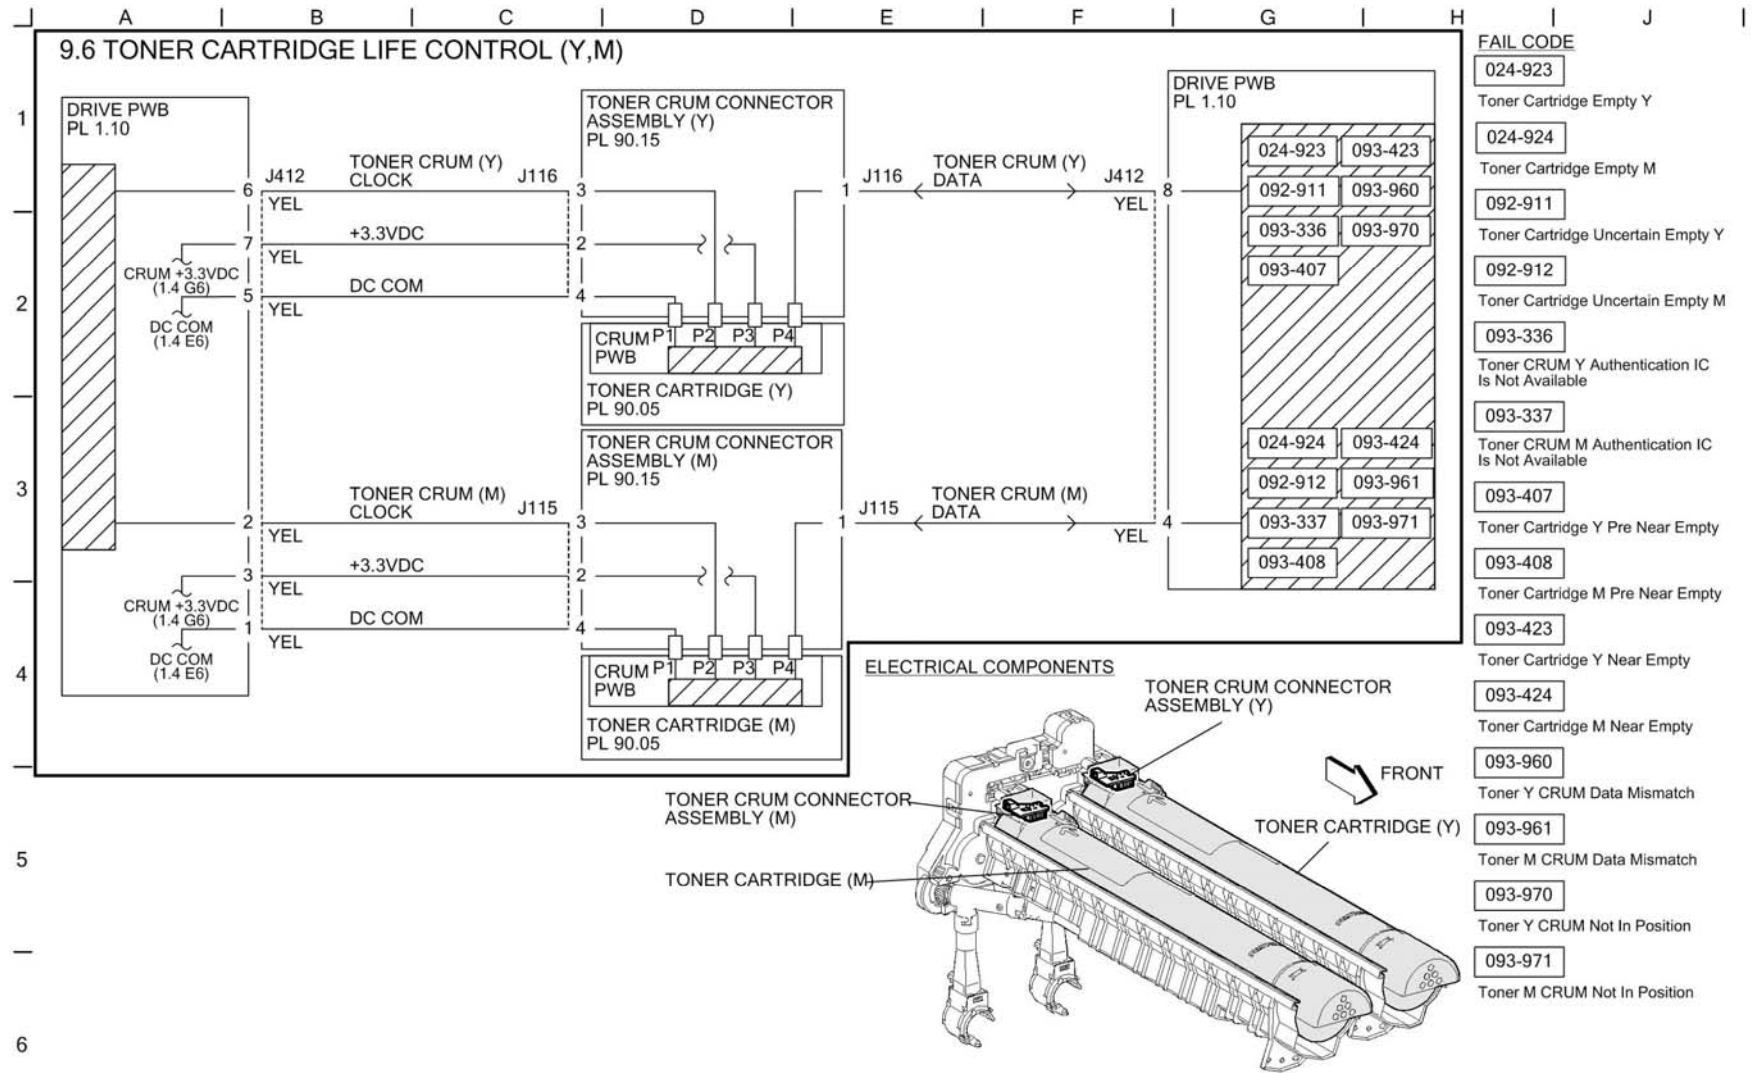 A B C D E F G H J
9.6 TONER CARTRIDGE LIFE CONTROL (Y,M)
1
2
3
4
5
6
DRIVE PWB
PL 1.10
6
J412
YEL
TONER CRUM (Y)
CLOCK
J116
3
7
YEL
+3.3VDC
2
CRUM +3.3VDC
(1.4 G6)
5
YEL
DC COM
4
DC COM
(1.4 E6)
TONER CRUM CONNECTOR
ASSEMBLY (Y)
PL 90.15
1
J116
TONER CRUM (Y)
DATA
J412
YEL
8
CRUM
PWB
P1 P2 P3 P4
TONER CARTRIDGE (Y)
PL 90.05
2
YEL
TONER CRUM (M)
CLOCK
J115
3
3
YEL
+3.3VDC
2
CRUM +3.3VDC
(1.4 G6)
1
YEL
DC COM
4
DC COM
(1.4 E6)
TONER CRUM CONNECTOR
ASSEMBLY (M)
PL 90.15
1
J115
TONER CRUM (M)
DATA
YEL
4
CRUM
PWB
P1 P2 P3 P4
TONER CARTRIDGE (M)
PL 90.05
DRIVE PWB
PL 1.10
024-923 093-423
092-911 093-960
093-336 093-970
093-407
024-924 093-424
092-912 093-961
093-337 093-971
093-408
ELECTRICAL COMPONENTS
TONER CRUM CONNECTOR
ASSEMBLY (Y)
FRONT
TONER CRUM CONNECTOR
ASSEMBLY (M)
TONER CARTRIDGE (Y)
TONER CARTRIDGE (M)
FAIL CODE
024-923
Toner Cartridge Empty Y
024-924
Toner Cartridge Empty M
092-911
Toner Cartridge Uncertain Empty Y
092-912
Toner Cartridge Uncertain Empty M
093-336
Toner CRUM Y Authentication IC
Is Not Available
093-337
Toner CRUM M Authentication IC
Is Not Available
093-407
Toner Cartridge Y Pre Near Empty
093-408
Toner Cartridge M Pre Near Empty
093-423
Toner Cartridge Y Near Empty
093-424
Toner Cartridge M Near Empty
093-960
Toner Y CRUM Data Mismatch
093-961
Toner M CRUM Data Mismatch
093-970
Toner Y CRUM Not In Position
093-971
Toner M CRUM Not In Position